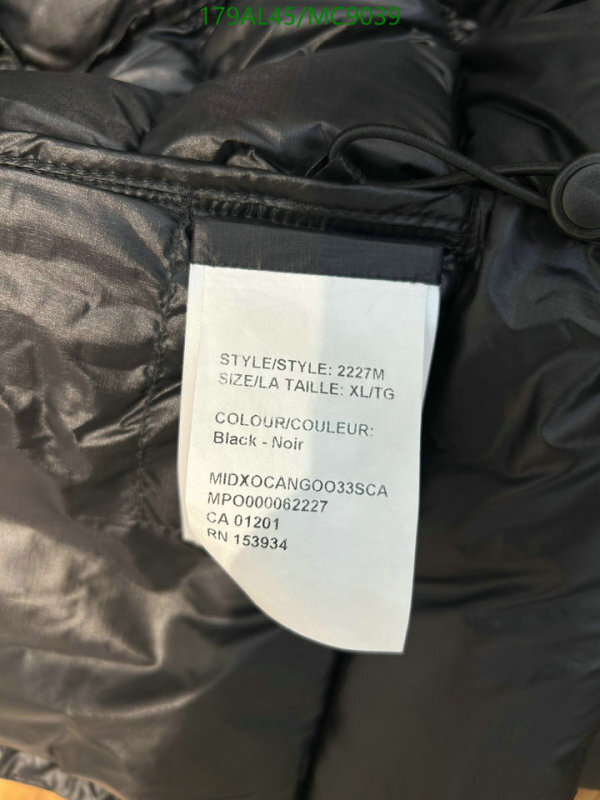 179AL45/MC9039
STYLE/STYLE: 2227M
SIZE/LA TAILLE: XL/TG
COLOUR/COULEUR:
Black - Noir
MIDXOCANGOO33SCA
MPO000062227
CA 01201
RN 153934